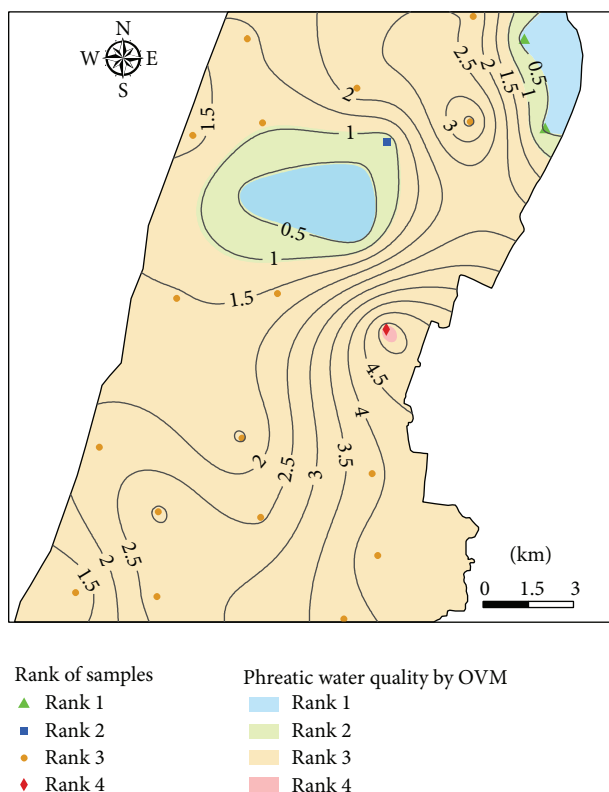 N
W E
S
1.5
2
2.5
2
1.5
1
0.5
3
1
0.5
1
1.5
4.5
4
3.5
3
2.5
2
2.5
2
1.5
(km)
0 1.5 3
Rank of samples
Rank 1
Rank 2
Rank 3
Rank 4
Phreatic water quality by OVM
Rank 1
Rank 2
Rank 3
Rank 4